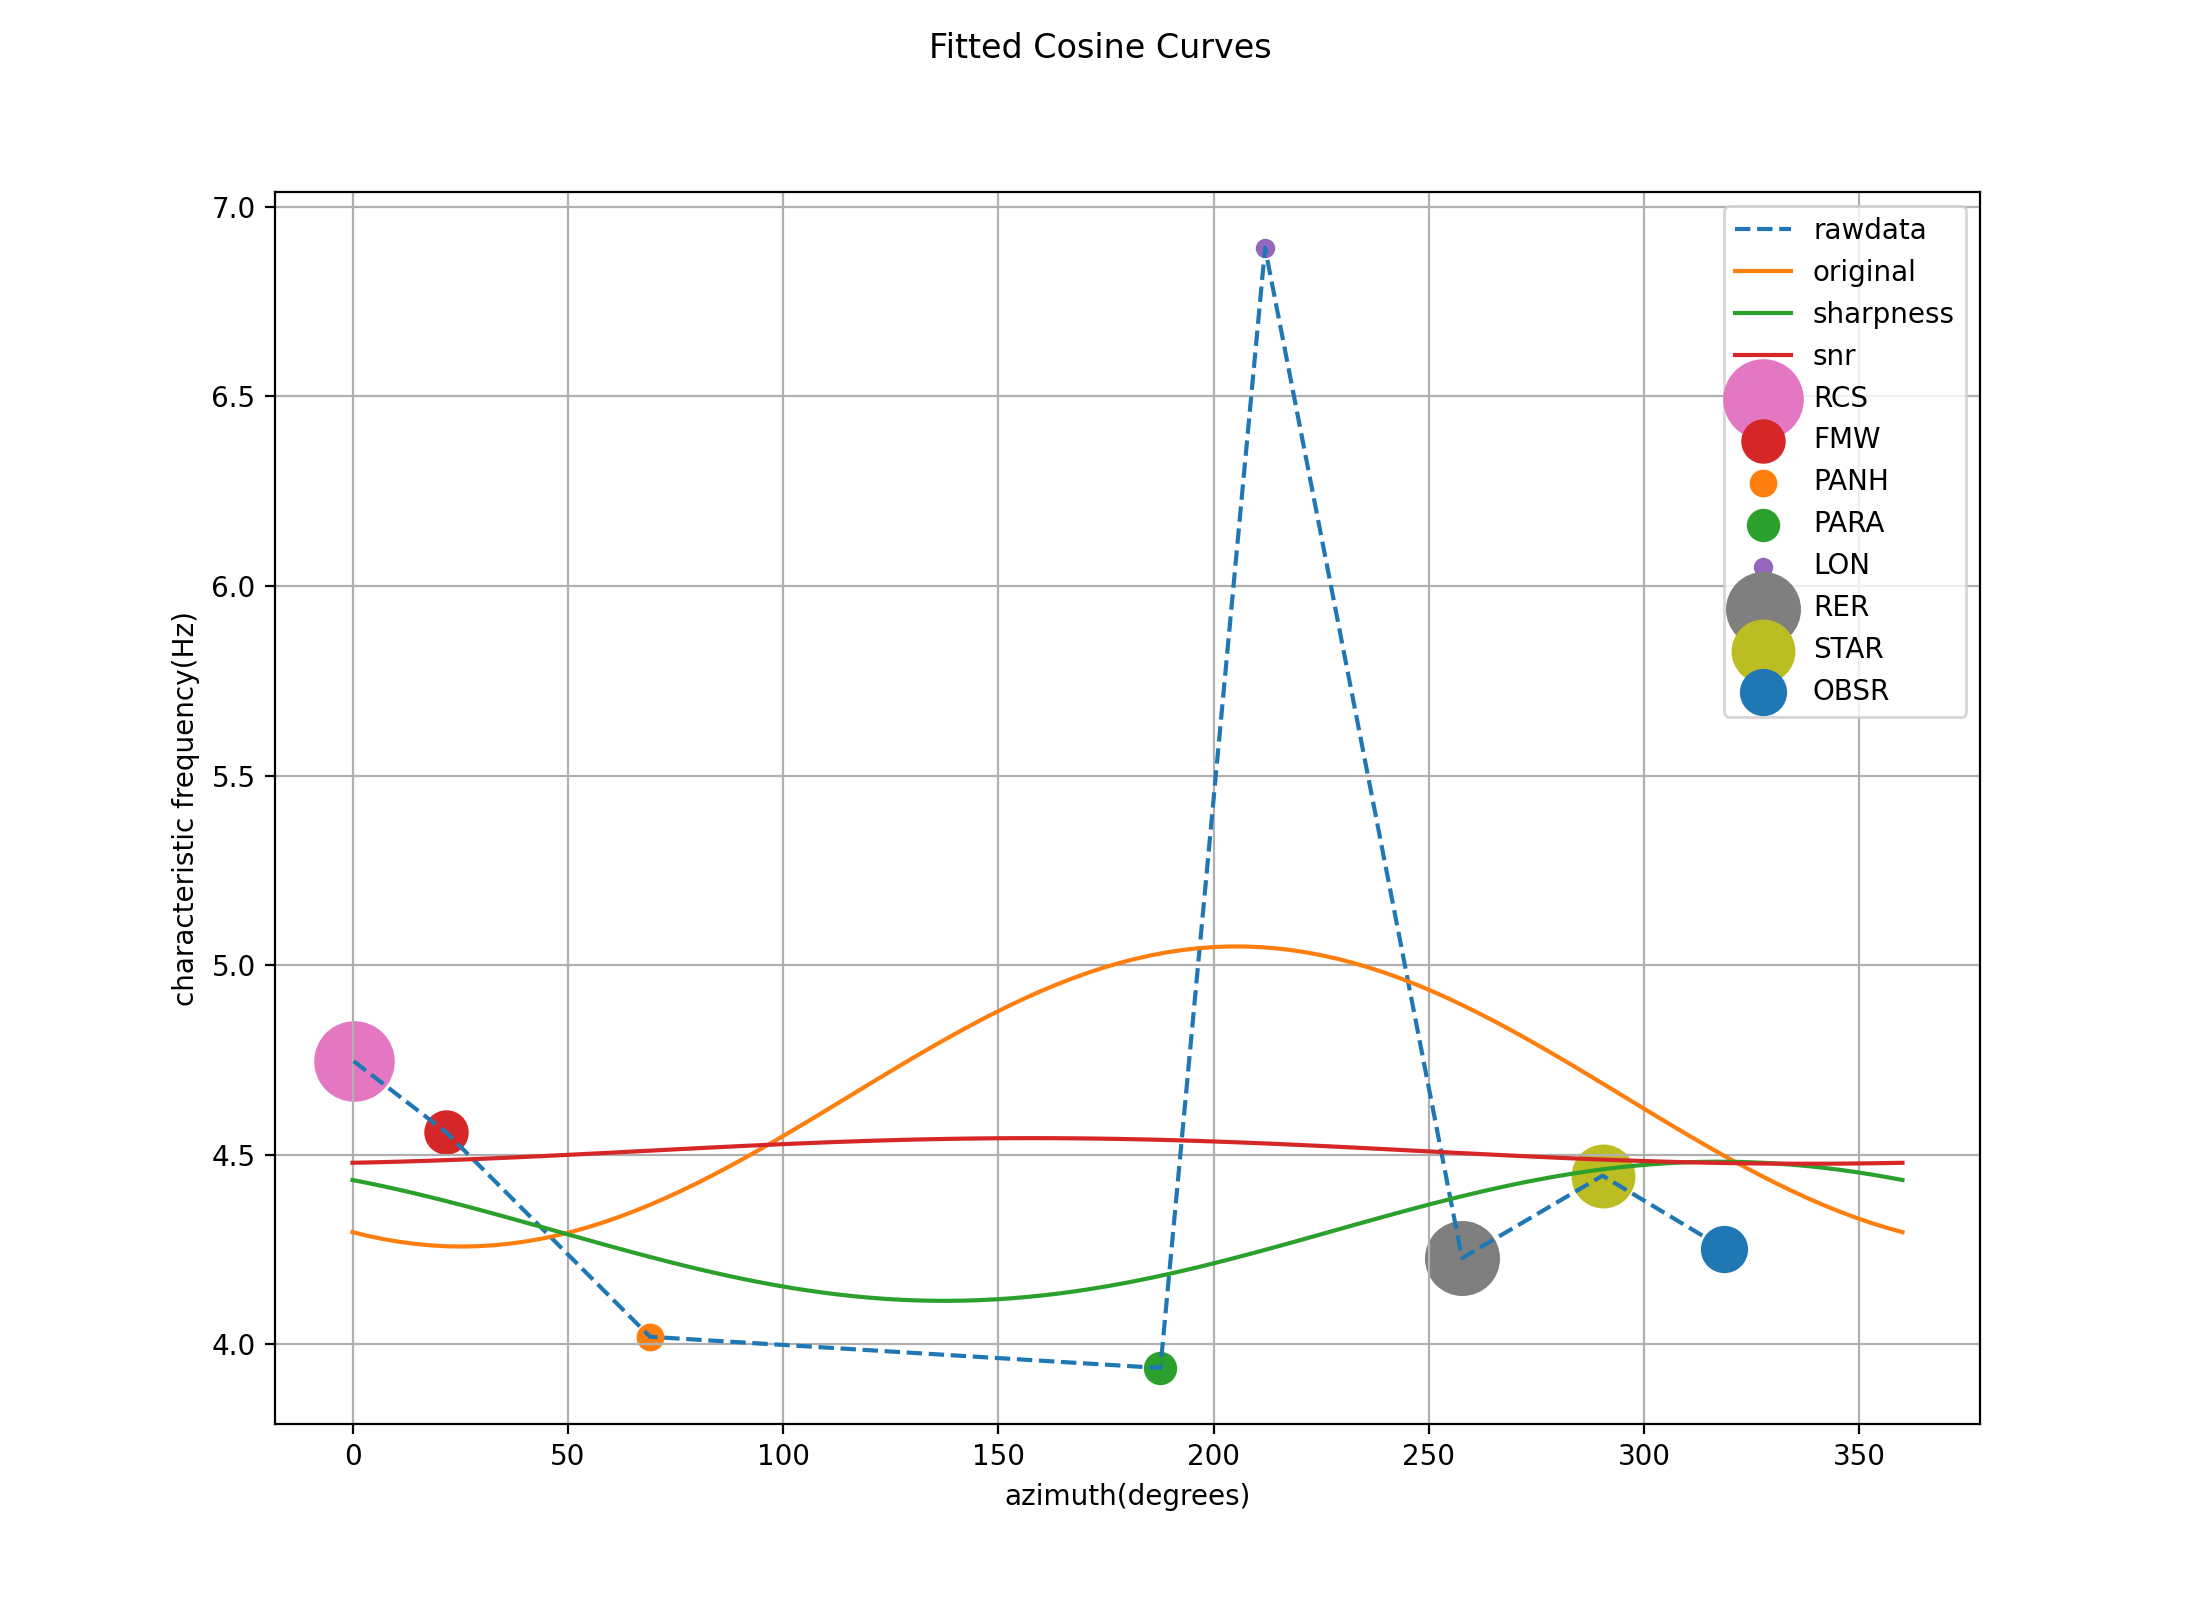 Fitted Cosine Curves
7.0
6.5
6.0
5.5
5.0
4.5
4.0
characteristic frequency(Hz)
rawdata
original
sharpness
snr
RCS
FMW
PANH
PARA
LON
RER
STAR
OBSR
0 50 100 150 200 250 300 350
azimuth(degrees)